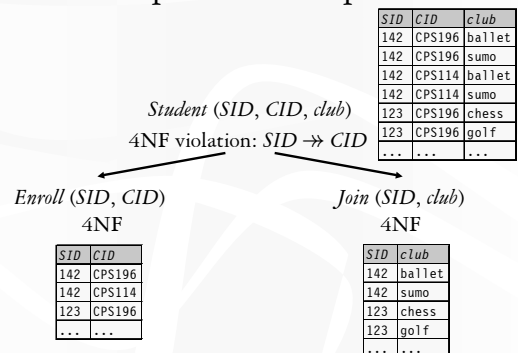 SID CID club
142 CPS196 ballet
142 CPS196 sumo
142 CPS114 ballet
142 CPS114 sumo
123 CPS196 chess
123 CPS196 golf
... ... ...
Student (SID, CID, club)
4NF violation: SID ↠ CID
Enroll (SID, CID)
4NF
SID CID
142 CPS196
142 CPS114
123 CPS196
... ...
Join (SID, club)
4NF
SID club
142 ballet
142 sumo
123 chess
123 golf
... ...